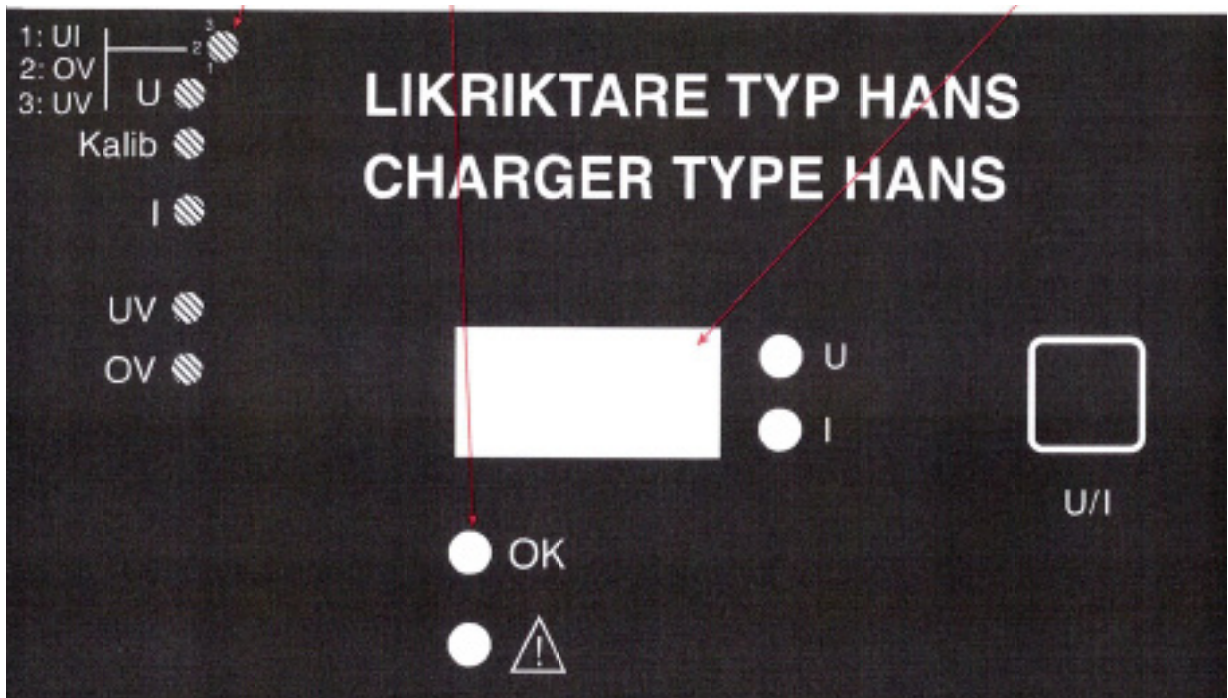 1: UI
2: OV
3: UV
3
2
1
U
Kalib
I
UV
OV
LIKRIKTARE TYP HANS
CHARGER TYPE HANS
U
I
U/I
OK